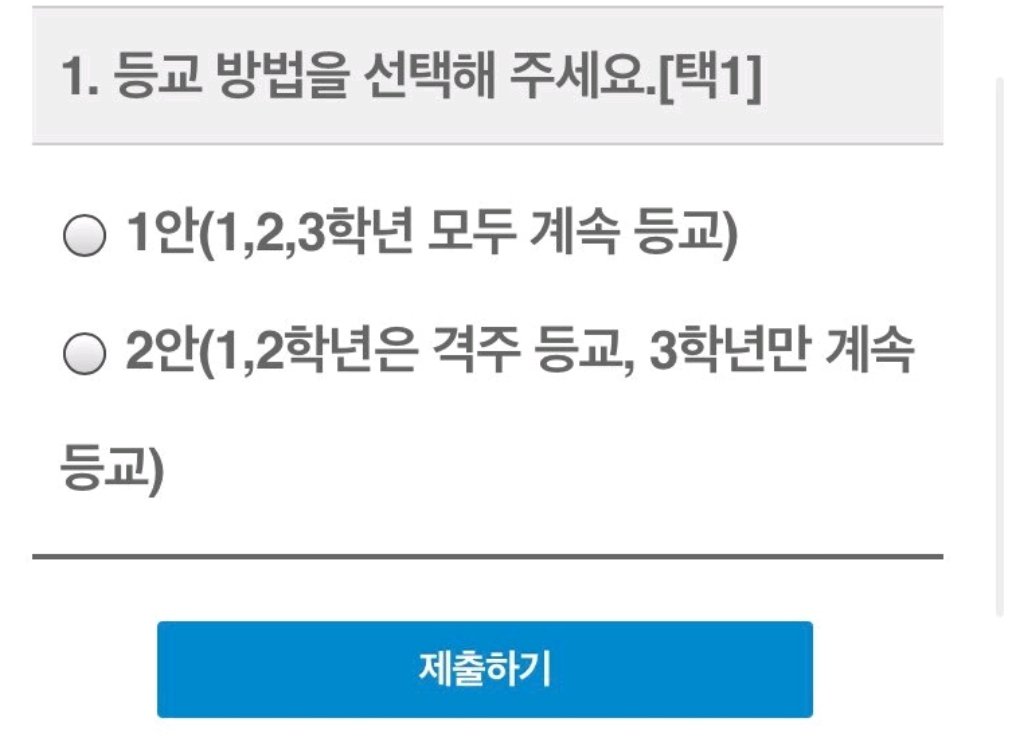 1. 등교 방법을 선택해 주세요.[택1]
1안(1,2,3학년 모두 계속 등교)
2안(1,2학년은 격주 등교, 3학년만 계속
등교)
제출하기